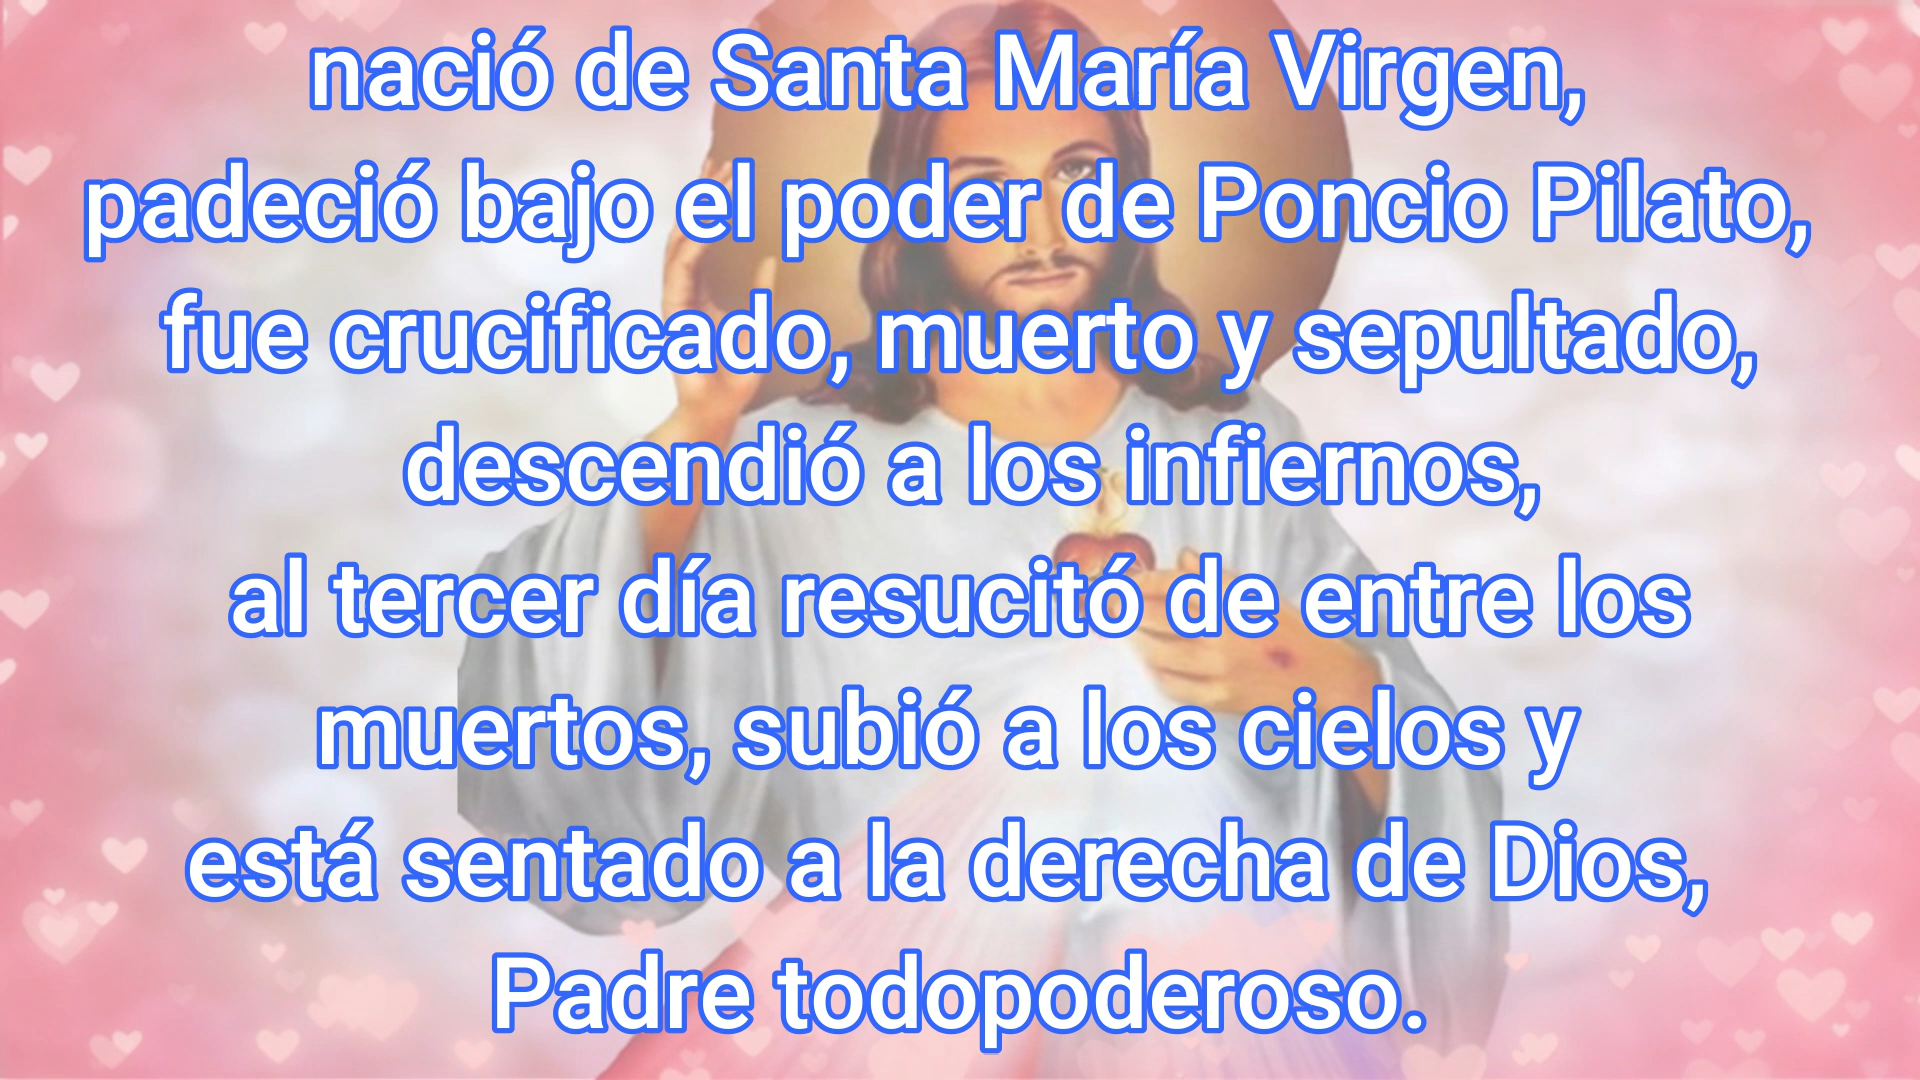 nació de Santa María Virgen,
padeció bajo el poder de Poncio Pilato,
fue crucificado, muerto y sepultado,
descendió a los infiernos,
al tercer día resucitó de entre los
muertos, subió a los cielos y
está sentado a la derecha de Dios,
Padre todopoderoso.